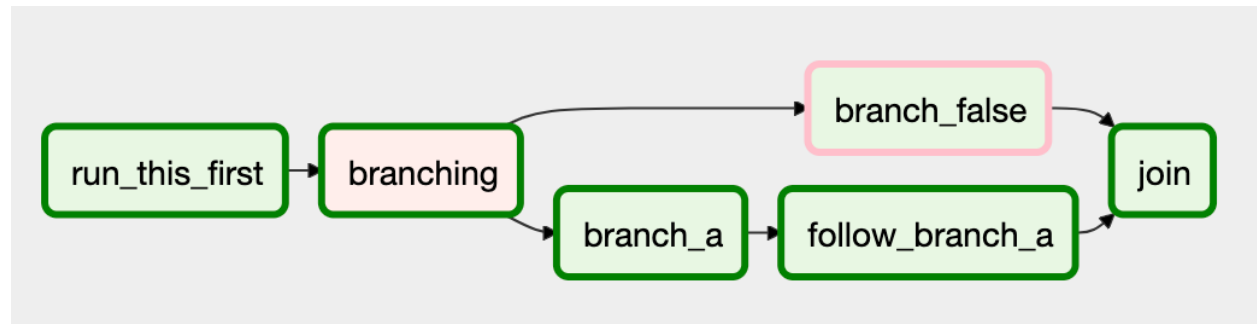 run_this_first
branching
branch_false
branch_a
follow_branch_a
join